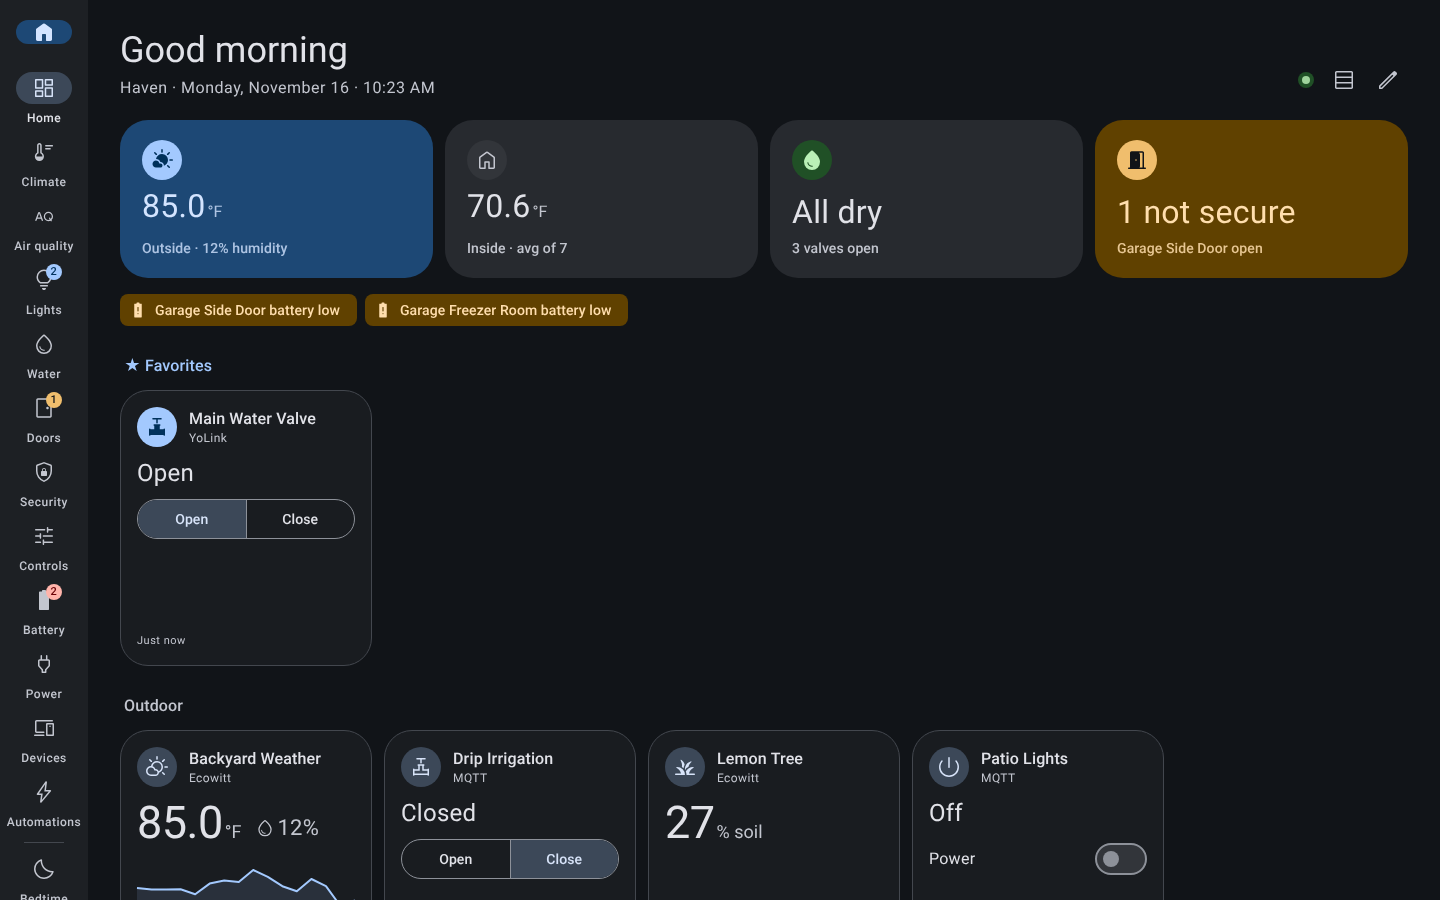 Home
Climate
AQ
Air quality
2
Lights
Water
1
Doors
Security
Controls
2
Battery
Power
Devices
Automations
Bedtime
Good morning
Haven · Monday, November 16 · 10:23 AM
85.0 °F
Outside · 12% humidity
70.6 °F
Inside · avg of 7
All dry
3 valves open
1 not secure
Garage Side Door open
Garage Side Door battery low
Garage Freezer Room battery low
★ Favorites
Main Water Valve
YoLink
Open
Open
Close
Just now
Outdoor
Backyard Weather
Ecowitt
85.0 °F 12%
Drip Irrigation
MQTT
Closed
Open
Close
Lemon Tree
Ecowitt
27 % soil
Patio Lights
MQTT
Off
Power